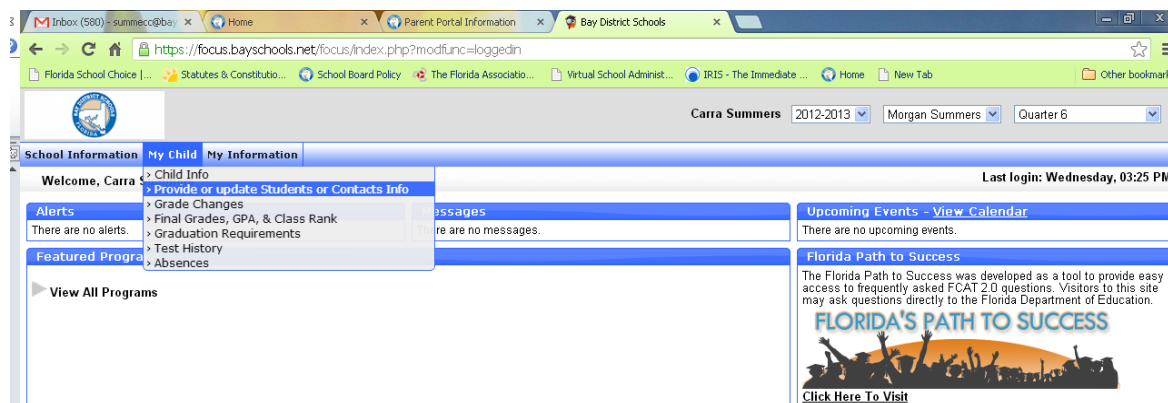 Inbox (580) - summecc@bay
Home
Parent Portal Information
Bay District Schools
https://focus.bayschools.net/focus/index.php?modfunc=loggedin
Florida School Choice |...
Statutes & Constitutio...
School Board Policy
The Florida Associatio...
Virtual School Administ...
IRIS - The Immediate ...
Home
New Tab
Other bookmark
Carra Summers
2012-2013
Morgan Summers
Quarter 6
School Information
My Child
My Information
Welcome, Carra
Last login: Wednesday, 03:25 PM
› Child Info
› Provide or update Students or Contacts Info
› Grade Changes
› Final Grades, GPA, & Class Rank
› Graduation Requirements
› Test History
› Absences
Alerts
There are no alerts.
There are no messages.
Upcoming Events - View Calendar
There are no upcoming events.
Featured
View All Programs
Florida Path to Success
The Florida Path to Success was developed as a tool to provide easy
access to frequently asked FCAT 2.0 questions. Visitors to this site
may ask questions directly to the Florida Department of Education.
FLORIDA'S PATH TO SUCCESS
Click Here To Visit